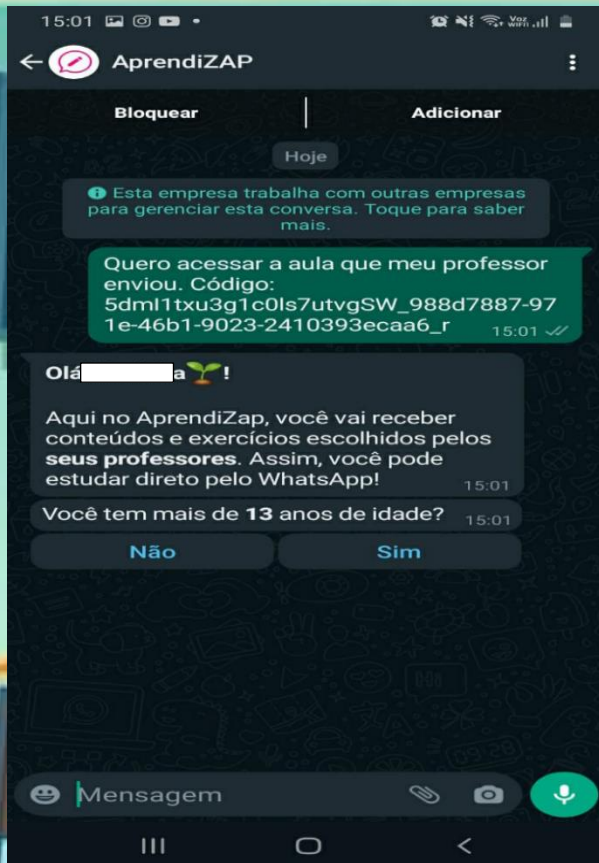 15:01
Voz
WiFi
AprendiZAP
Bloquear
Adicionar
Hoje
Esta empresa trabalha com outras empresas
para gerenciar esta conversa. Toque para saber
mais.
Quero acessar a aula que meu professor
enviou. Código:
5dml1txu3g1c0ls7utvgSW_988d7887-97
1e-46b1-9023-2410393ecaa6_r
15:01
Olá a🌱!
Aqui no AprendiZap, você vai receber
conteúdos e exercícios escolhidos pelos
seus professores. Assim, você pode
estudar direto pelo WhatsApp!
15:01
Você tem mais de 13 anos de idade?
15:01
Não
Sim
Mensagem